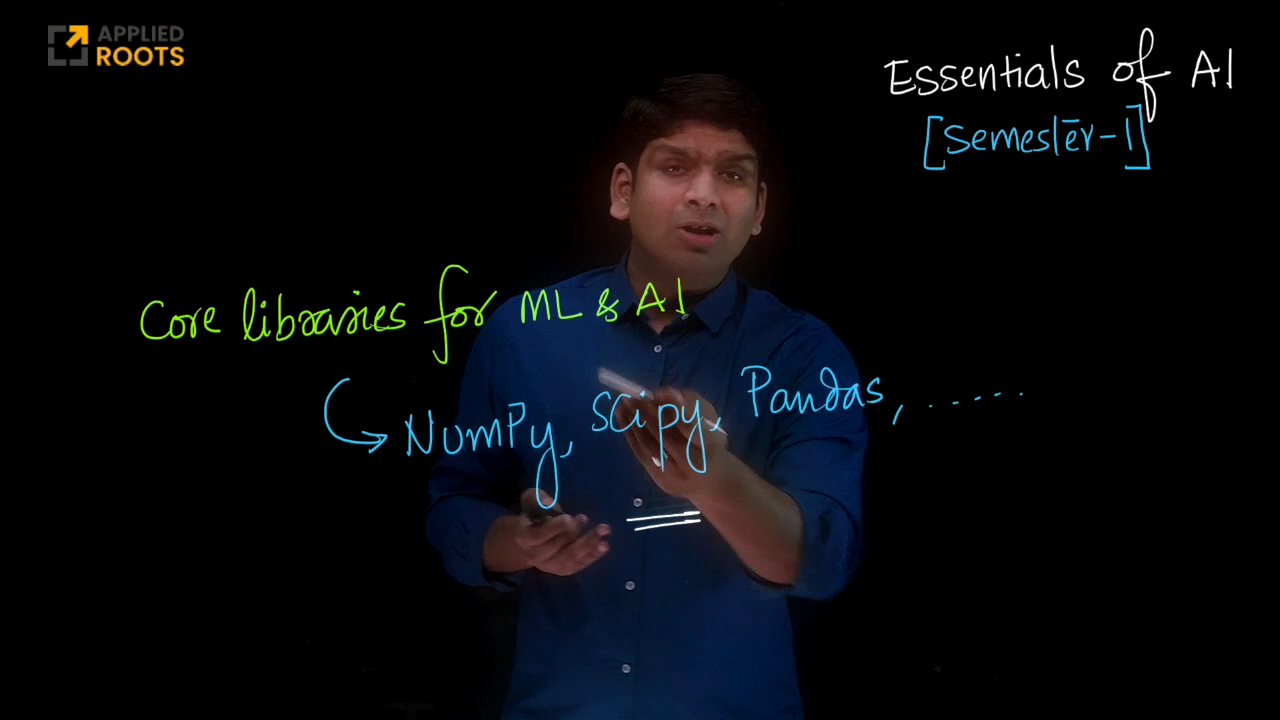 APPLIED
ROOTS
Essentials of AI
[Semester-1]
Core libraries for ML & AI
NumPy, SciPy, Pandas, .....